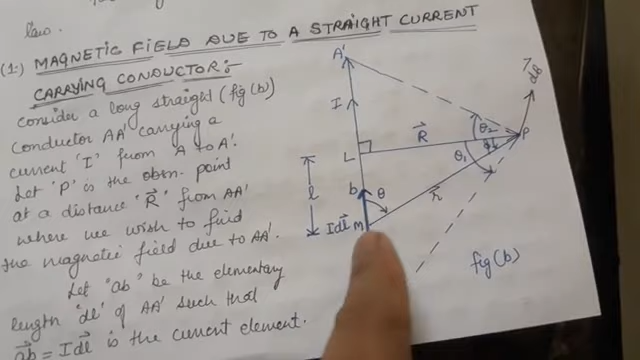 law.
(1.) MAGNETIC FIELD DUE TO A STRAIGHT CURRENT
CARRYING CONDUCTOR:-
Consider a long straight (fig(b)
Conductor AA' carrying a
current 'I' from A to A'.
Let 'P' is the obsn. point
at a distance 'R⃗' from AA'
where we wish to find
the magnetic field due to AA'.
Let 'ab' be the elementary
length 'dl' of AA' such that
a⃗b = Idl⃗ is the current element.
A'
I
L
R⃗
θ₂
P
dB⃗
θ₁
φ
l
b
θ
r⃗
Idl⃗ M
fig(b)